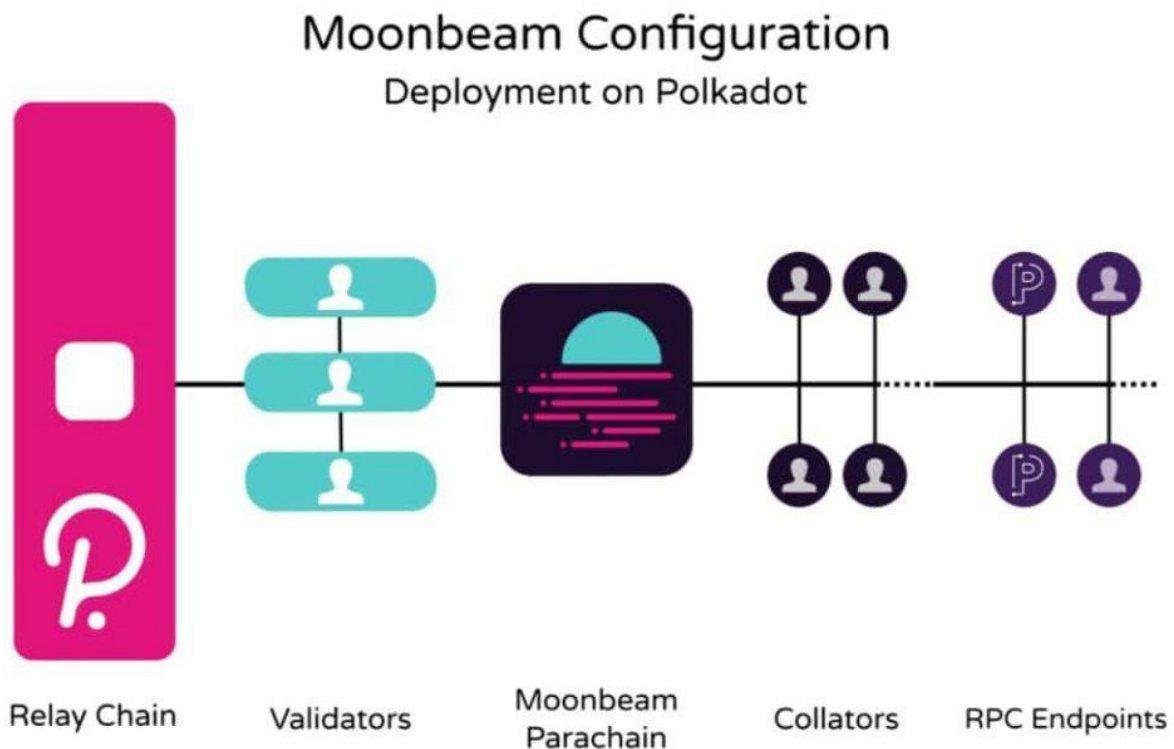 Moonbeam Configuration
Deployment on Polkadot
Relay Chain
Validators
Moonbeam
Parachain
Collators
RPC Endpoints